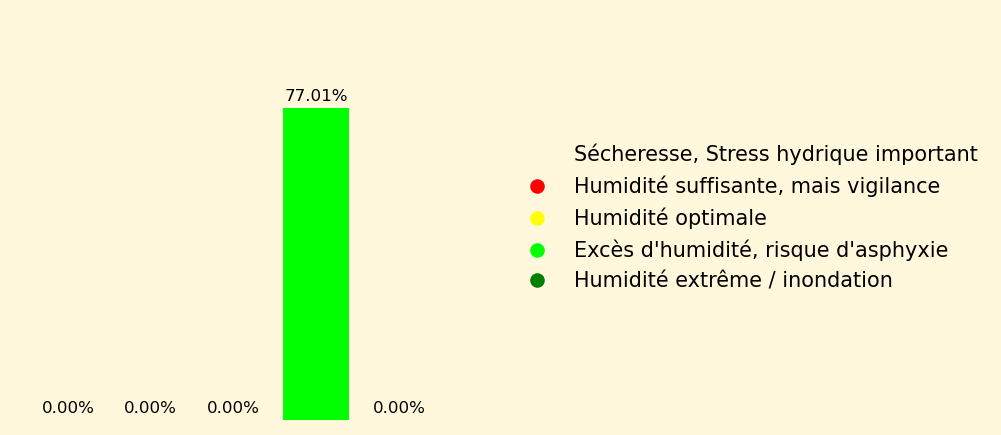 77.01%
0.00%
0.00%
0.00%
0.00%
Sécheresse, Stress hydrique important
Humidité suffisante, mais vigilance
Humidité optimale
Excès d'humidité, risque d'asphyxie
Humidité extrême / inondation